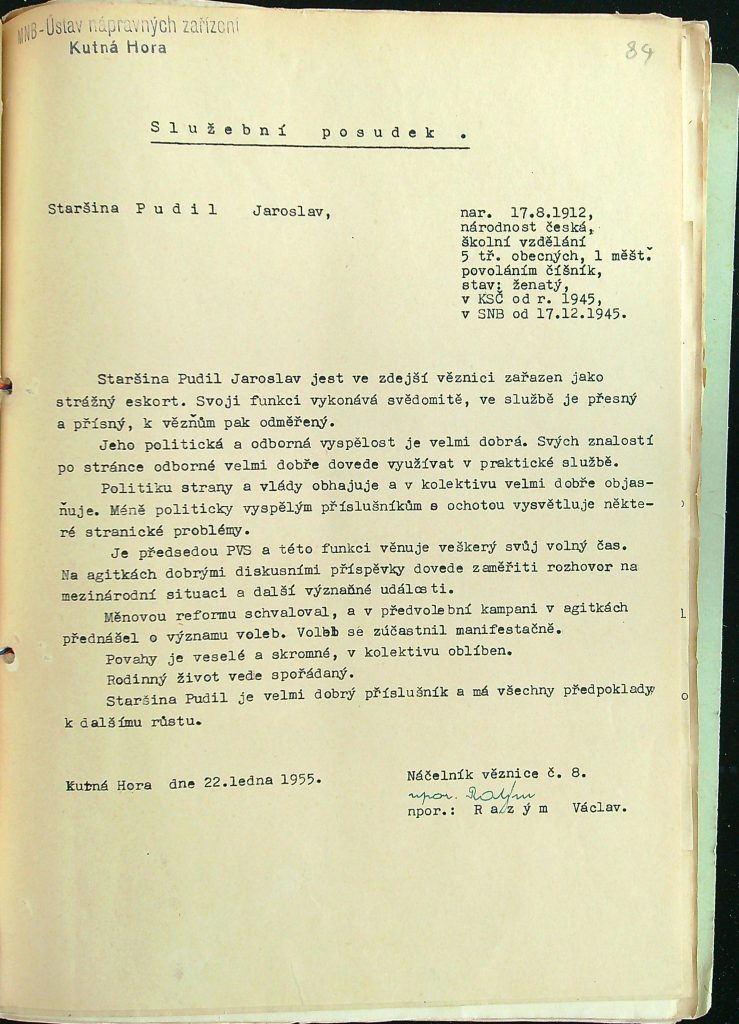 MNB-Ústav nápravných zařízení
Kutná Hora
84
Služební posudek .
Staršina Pudil Jaroslav,
nar. 17.8.1912,
národnost česká,
školní vzdělání
5 tř. obecných, 1 měšť.
povoláním číšník,
stav: ženatý,
v KSČ od r. 1945,
v SNB od 17.12.1945.
Staršina Pudil Jaroslav jest ve zdejší věznici zařazen jako
strážný eskort. Svoji funkci vykonává svědomitě, ve službě je přesný
a přísný, k vězňům pak odměřený.
Jeho politická a odborná vyspělost je velmi dobrá. Svých znalostí
po stránce odborné velmi dobře dovede využívat v praktické službě.
Politiku strany a vlády obhajuje a v kolektivu velmi dobře objas-
ňuje. Méně politicky vyspělým příslušníkům s ochotou vysvětluje někte-
ré stranické problémy.
Je předsedou PVS a této funkci věnuje veškerý svůj volný čas.
Na agitkách dobrými diskusními příspěvky dovede zaměřiti rozhovor na
mezinárodní situaci a další význačné události.
Měnovou reformu schvaloval, a v předvolební kampani v agitkách
přednášel o významu voleb. Voleb se zúčastnil manifestačně.
Povahy je veselé a skromné, v kolektivu oblíben.
Rodinný život vede spořádaný.
Staršina Pudil je velmi dobrý příslušník a má všechny předpoklady
k dalšímu růstu.
Kutná Hora dne 22.ledna 1955.
Náčelník věznice č. 8.
npor. Razým
npor.: Razým Václav.